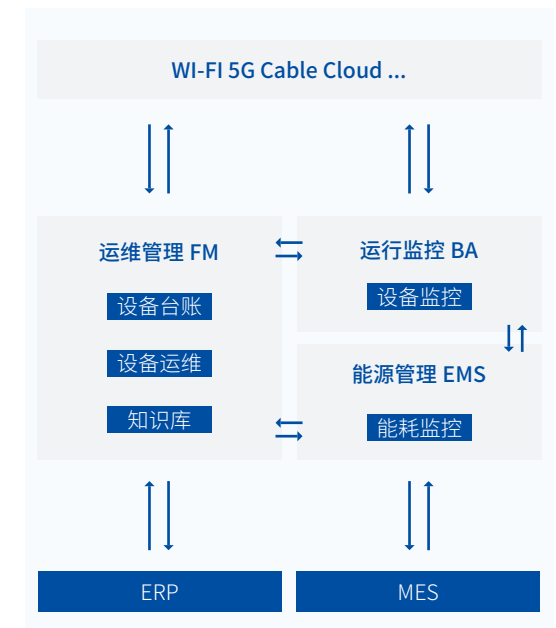 WI-FI 5G Cable Cloud ...
运维管理 FM
设备台账
设备运维
知识库
运行监控 BA
设备监控
能源管理 EMS
能耗监控
ERP
MES